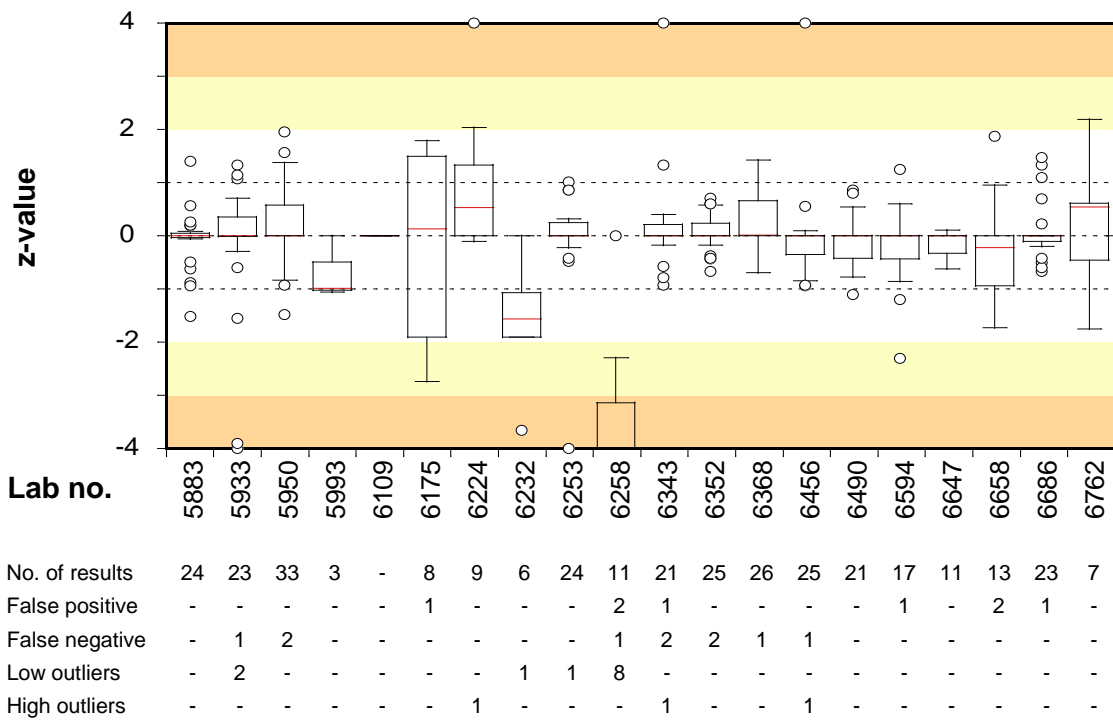 4
2
0
-2
-4
z-value
Lab no. 5883 5933 5950 5993 6109 6175 6224 6232 6253 6258 6343 6352 6368 6456 6490 6594 6647 6658 6686 6762
No. of results 24 23 33 3 - 8 9 6 24 11 21 25 26 25 21 17 11 13 23 7
False positive - - - - - 1 - - - 2 1 - - - - 1 - 2 1 -
False negative - 1 2 - - - - - - 1 2 2 1 1 - - - - - -
Low outliers - 2 - - - - - 1 1 8 - - - - - - - - - -
High outliers - - - - - - 1 - - - 1 - - 1 - - - - - -